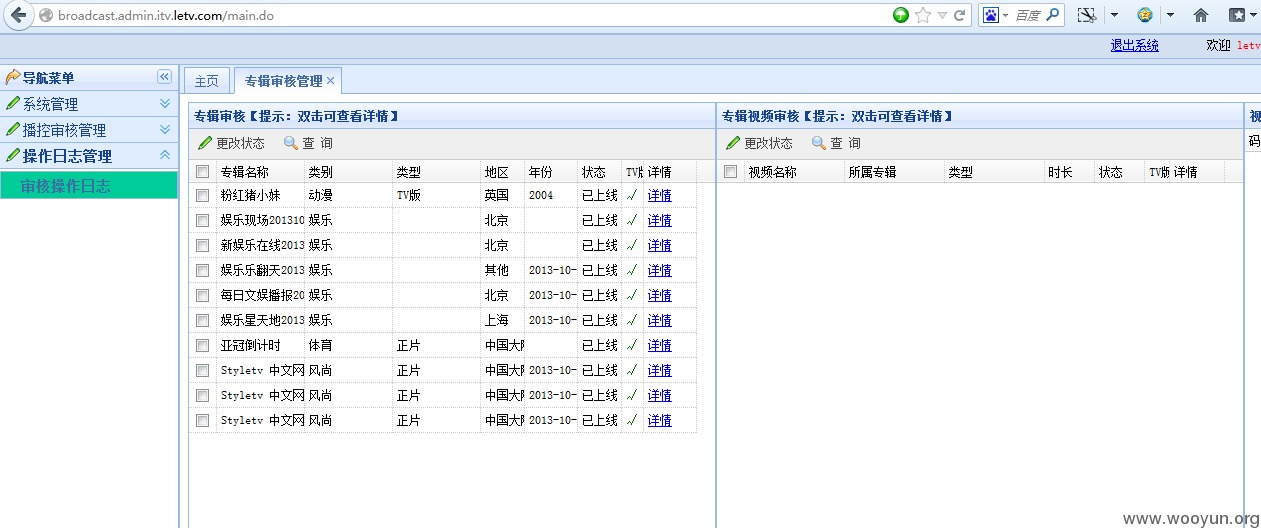 broadcast.admin.itv.letv.com/main.do
百度
退出系统 欢迎 letv
导航菜单
系统管理
播控审核管理
操作日志管理
审核操作日志
主页 专辑审核管理
专辑审核【提示：双击可查看详情】
更改状态 查 询
专辑名称 类别 类型 地区 年份 状态 TV版 详情
粉红猪小妹 动漫 TV版 英国 2004 已上线 √ 详情
娱乐现场201310 娱乐 北京 已上线 √ 详情
新娱乐在线2013 娱乐 北京 已上线 √ 详情
娱乐乐翻天2013 娱乐 其他 2013-10- 已上线 √ 详情
每日文娱播报20 娱乐 北京 2013-10- 已上线 √ 详情
娱乐星天地2013 娱乐 上海 2013-10- 已上线 √ 详情
亚冠倒计时 体育 正片 中国大陆 已上线 √ 详情
Styletv 中文网 风尚 正片 中国大陆 2013-10- 已上线 √ 详情
Styletv 中文网 风尚 正片 中国大陆 2013-10- 已上线 √ 详情
Styletv 中文网 风尚 正片 中国大陆 2013-10- 已上线 √ 详情
专辑视频审核【提示：双击可查看详情】
更改状态 查 询
视频名称 所属专辑 类型 时长 状态 TV版 详情
视
码
www.wooyun.org